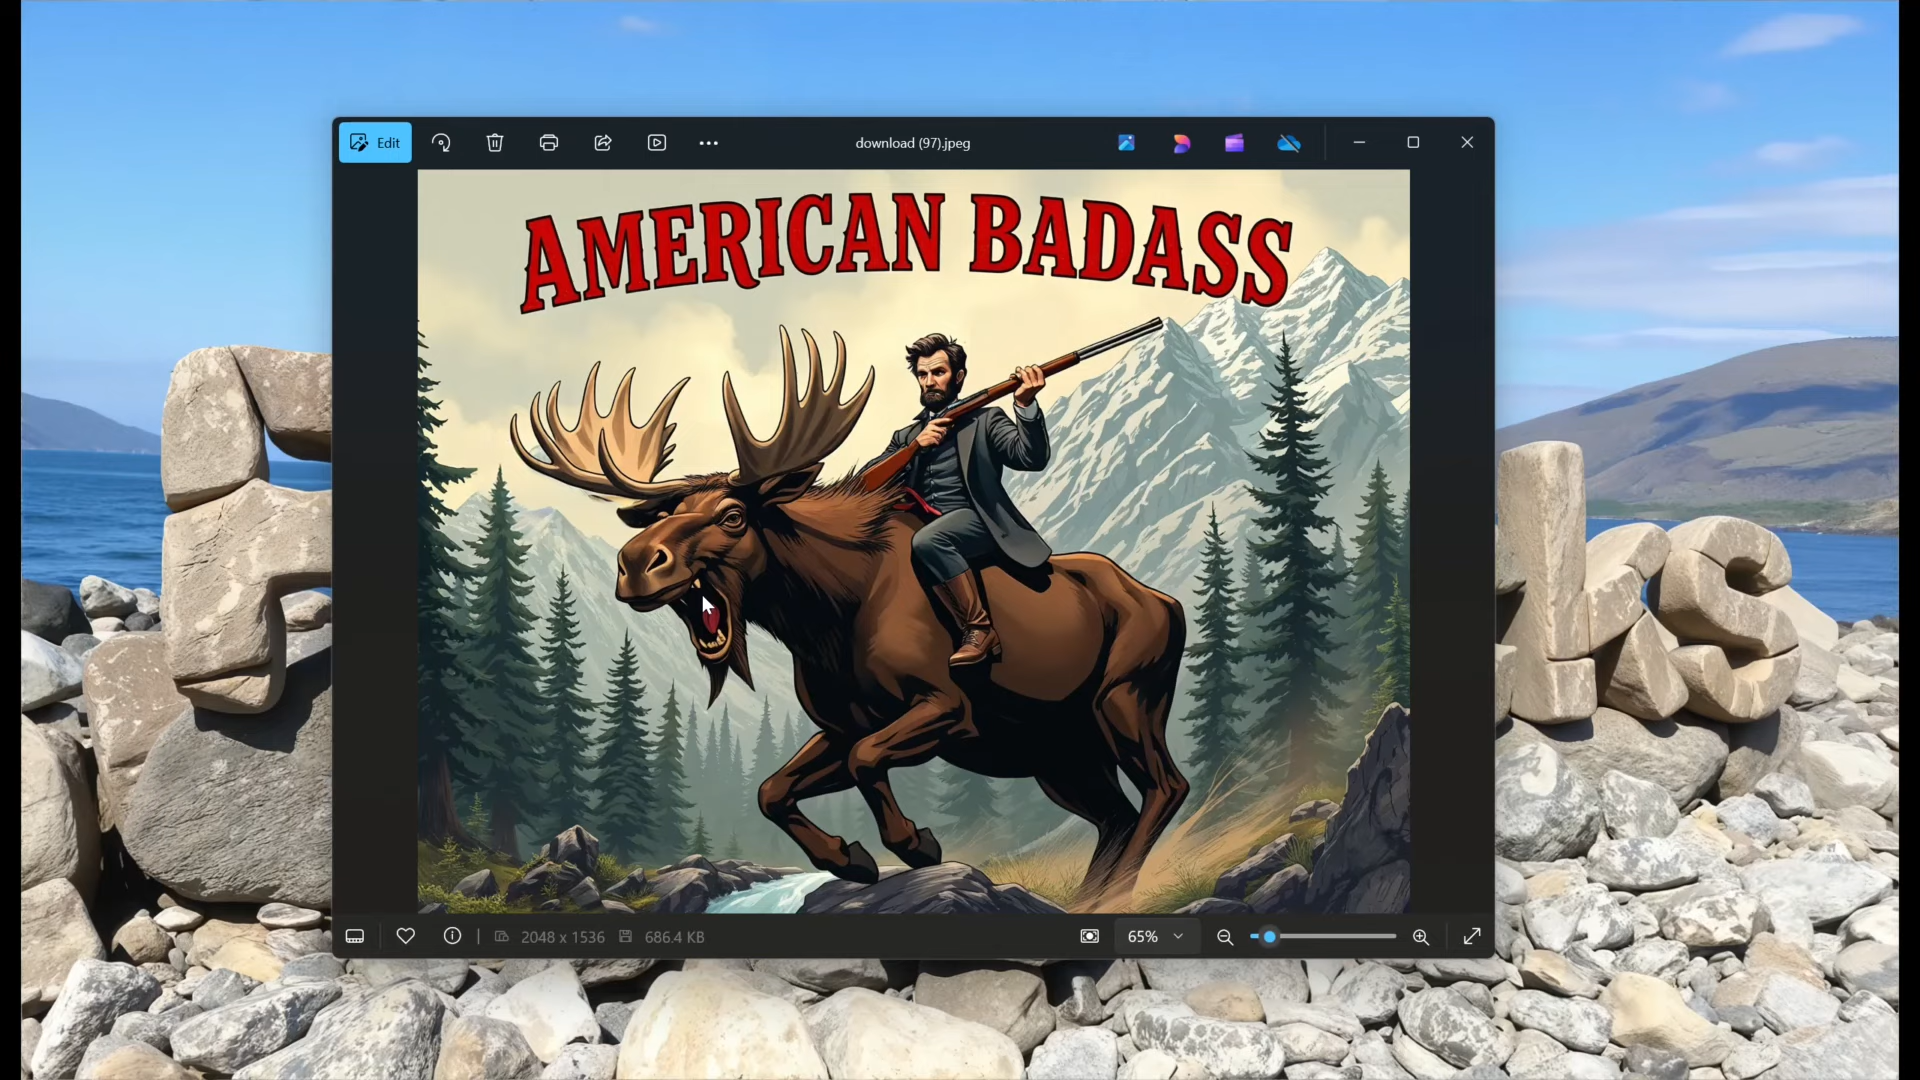 Edit
download (97).jpeg
AMERICAN BADASS
2048 x 1536
686.4 KB
65%